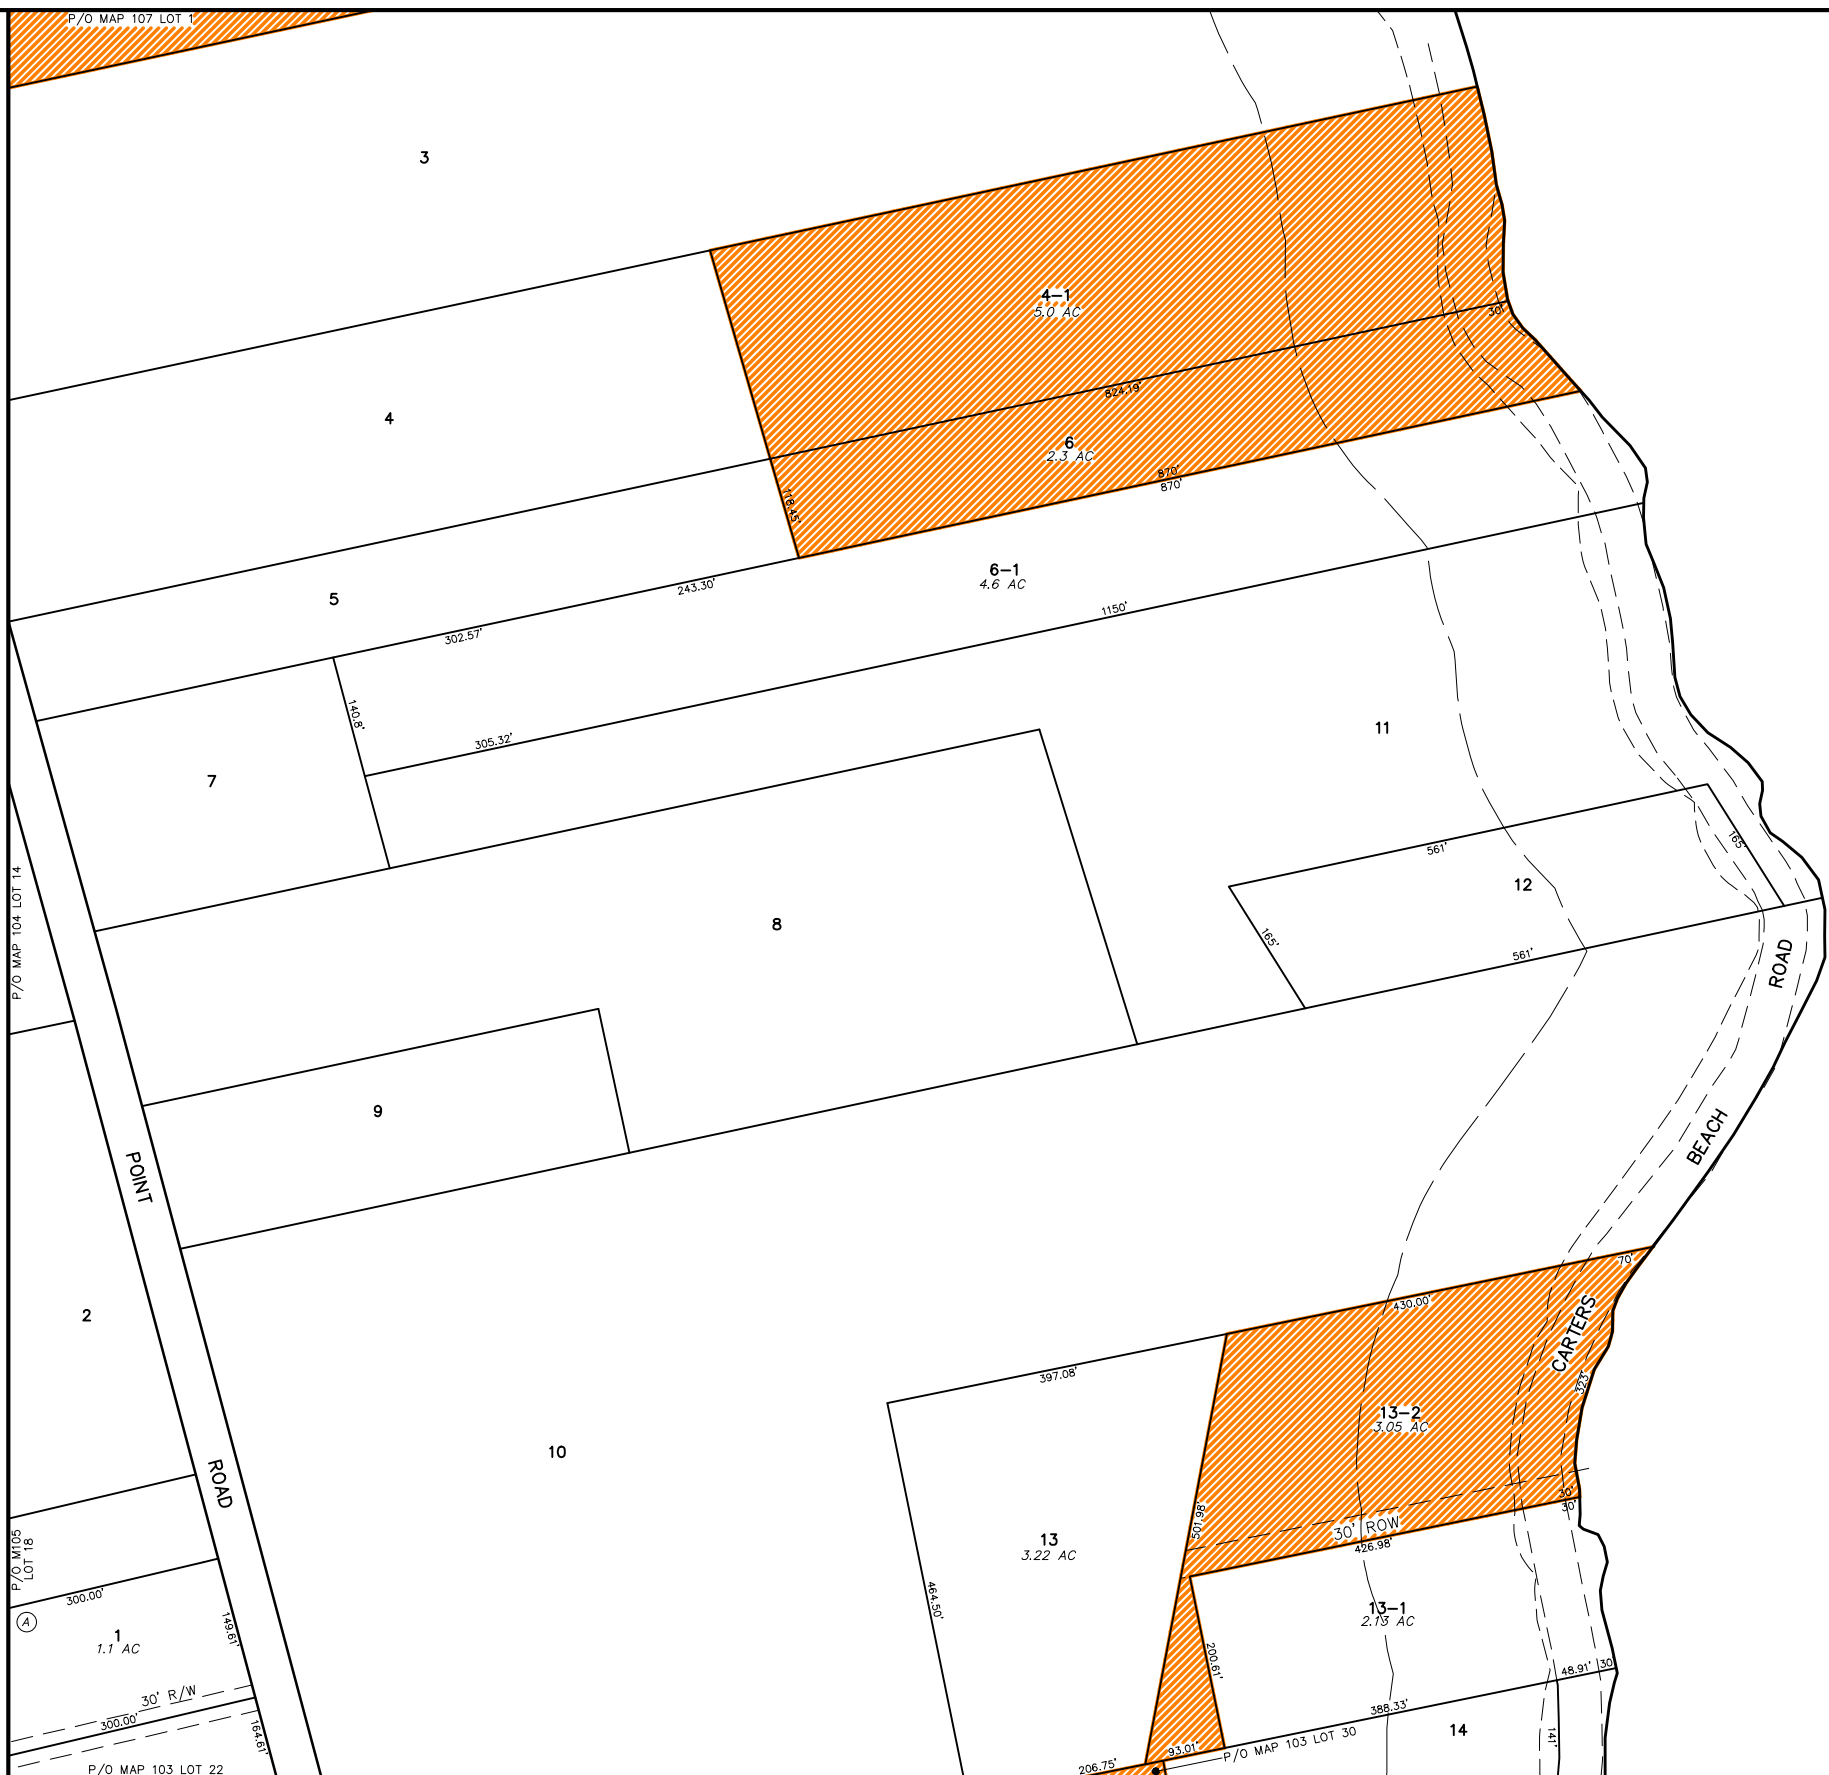 P/O MAP 107 LOT 1
3
4-1
5.0 AC
30'
824.19'
4
6
2.3 AC
870'
870'
118.45'
6-1
4.6 AC
243.30'
5
302.57'
1150'
140.8'
305.32'
7
11
165'
561'
12
P/O MAP 104 LOT 14
8
165'
561'
ROAD
9
BEACH
POINT
70'
430.00'
2
CARTERS
397.08'
323'
13-2
3.05 AC
10
ROAD
30'
30'
501.98'
30' ROW
426.98'
13
3.22 AC
P/O M105
LOT 18
300.00'
464.50'
A
149.61'
1
1.1 AC
13-1
2.13 AC
200.61'
48.91'
30
30' R/W
300.00'
388.33'
164.61'
14
141'
P/O MAP 103 LOT 30
93.01'
206.75'
P/O MAP 103 LOT 22